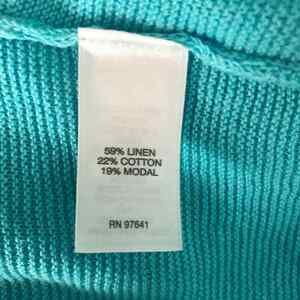 59% LINEN
22% COTTON
19% MODAL
RN 97641